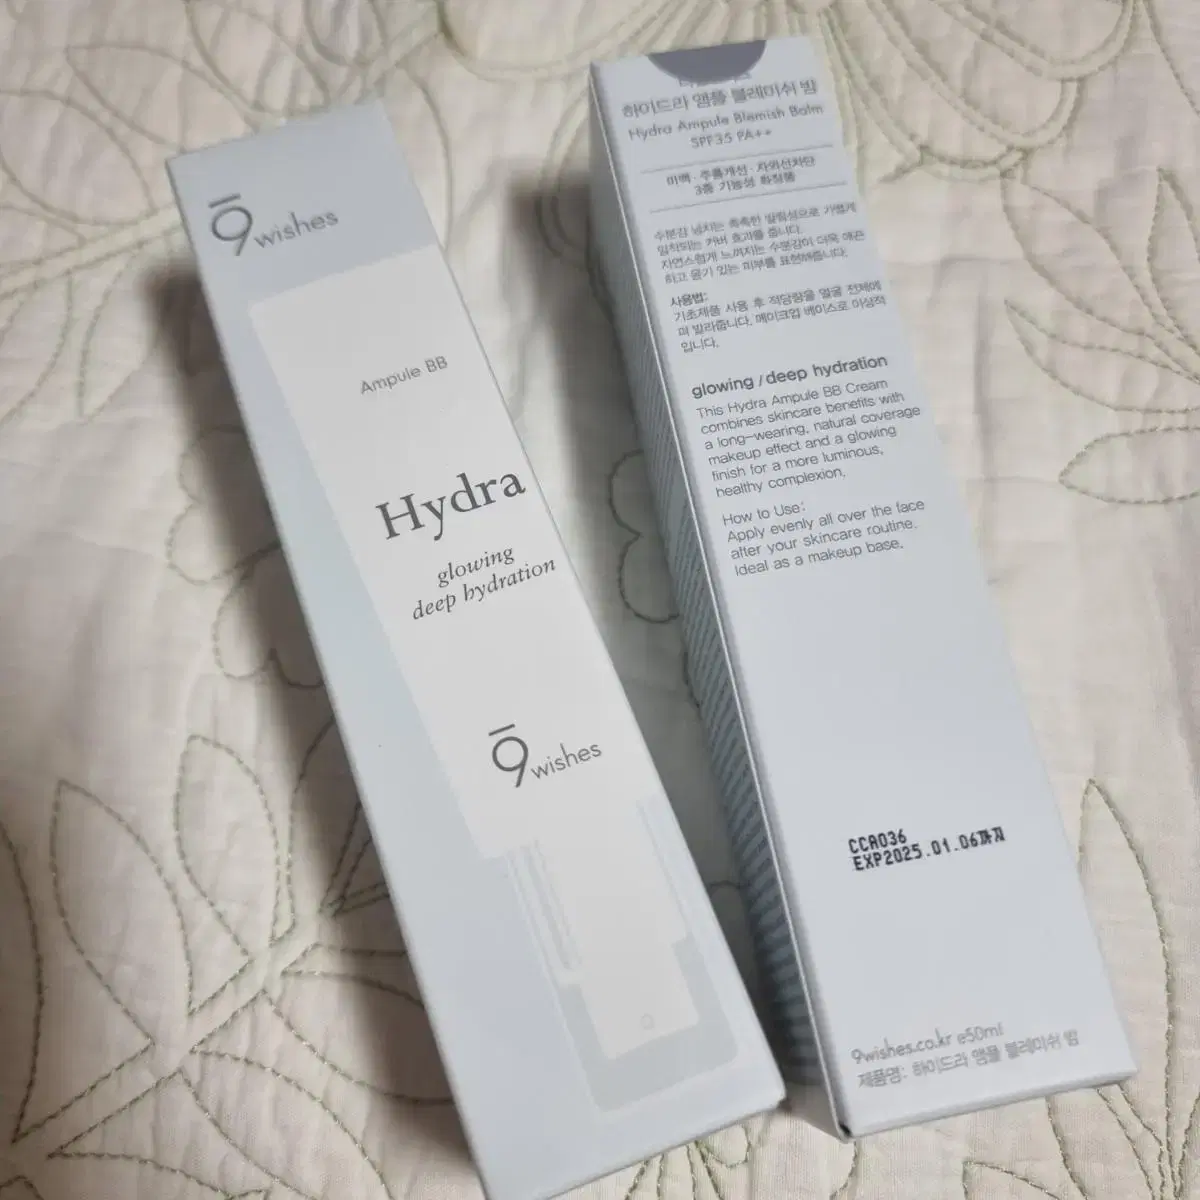 9wishes
Ampule BB
Hydra
glowing
deep hydration
9wishes
하이드라 앰플 블레미쉬 밤
Hydra Ampule Blemish Balm
SPF35 PA++
미백·주름개선·자외선차단
3중 기능성 화장품
수분감 넘치는 촉촉한 발림성으로 가볍게
밀착되는 커버 효과를 줍니다.
자연스럽게 느껴지는 수분감이 더욱 매끈
하고 윤기 있는 피부를 표현해줍니다.
사용법:
기초제품 사용 후 적당량을 얼굴 전체에
펴 발라줍니다. 메이크업 베이스로 이상적
입니다.
glowing / deep hydration
This Hydra Ampule BB Cream
combines skincare benefits with
a long-wearing, natural coverage
makeup effect and a glowing
finish for a more luminous,
healthy complexion.
How to Use:
Apply evenly all over the face
after your skincare routine.
Ideal as a makeup base.
CCA036
EXP2025.01.06까지
9wishes.co.kr e50ml
제품명: 하이드라 앰플 블레미쉬 밤